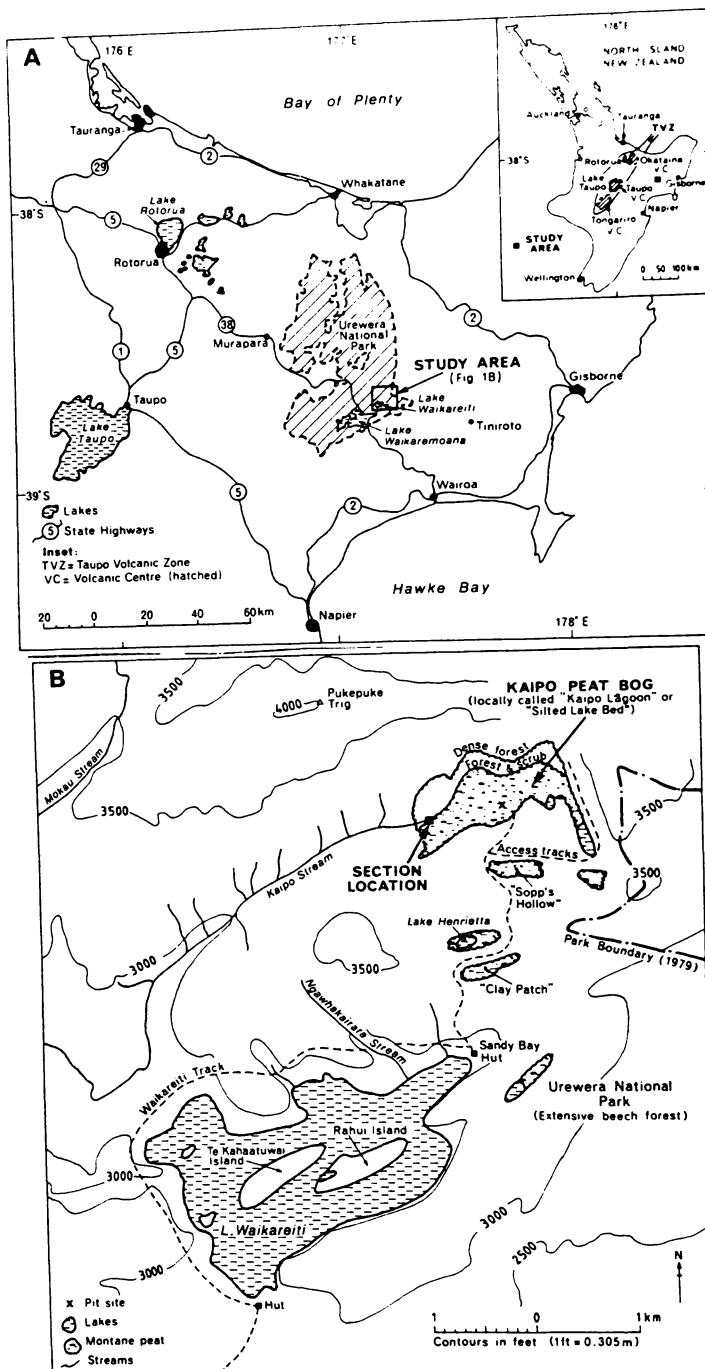 A
176°E
177°E
Bay of Plenty
Tauranga
29
2
Whakatane
38°S
5
Lake
Rotorua
Rotorua
38
Murapara
Urewera
National
Park
2
1
5
STUDY AREA
(Fig 1B)
Gisborne
Lake
Waikareiti
Taupo
Tiniroto
Lake
Waikaremoana
Lake
Taupo
5
Wairoa
39°S
2
Lakes
5 State Highways
Inset:
TVZ = Taupo Volcanic Zone
VC = Volcanic Centre (hatched)
Hawke Bay
20 0 20 40 60km
Napier
178°E
176°E
NORTH ISLAND
NEW ZEALAND
Auckland
Tauranga
TVZ
38°S
Rotorua
Okataina
V.C
Lake
Taupo
Taupo
V.C
Gisborne
Napier
Tongariro
V.C
STUDY
AREA
0 50 100 km
Wellington
B
3500
4000
Pukepuke
Trig
KAIPO PEAT BOG
(locally called "Kaipo Lagoon" or
"Silted Lake Bed")
Dense forest
Forest & scrub
Mokau Stream
3500
3500
Access tracks
SECTION
LOCATION
Kaipo Stream
3500
"Sopp's
Hollow"
Lake Henrietta
3000
3500
Park Boundary (1979)
"Clay Patch"
Ngawhakairara Stream
Sandy Bay
Hut
Waikareiti Track
Urewera National
Park
(Extensive beech forest)
Rahui Island
Te Kahaatuwai
Island
3000
L. Waikareiti
3000
2500
3000
N
x Pit site
Lakes
Montane peat
Streams
Hut
1 0 1 km
Contours in feet (1ft = 0.305m)